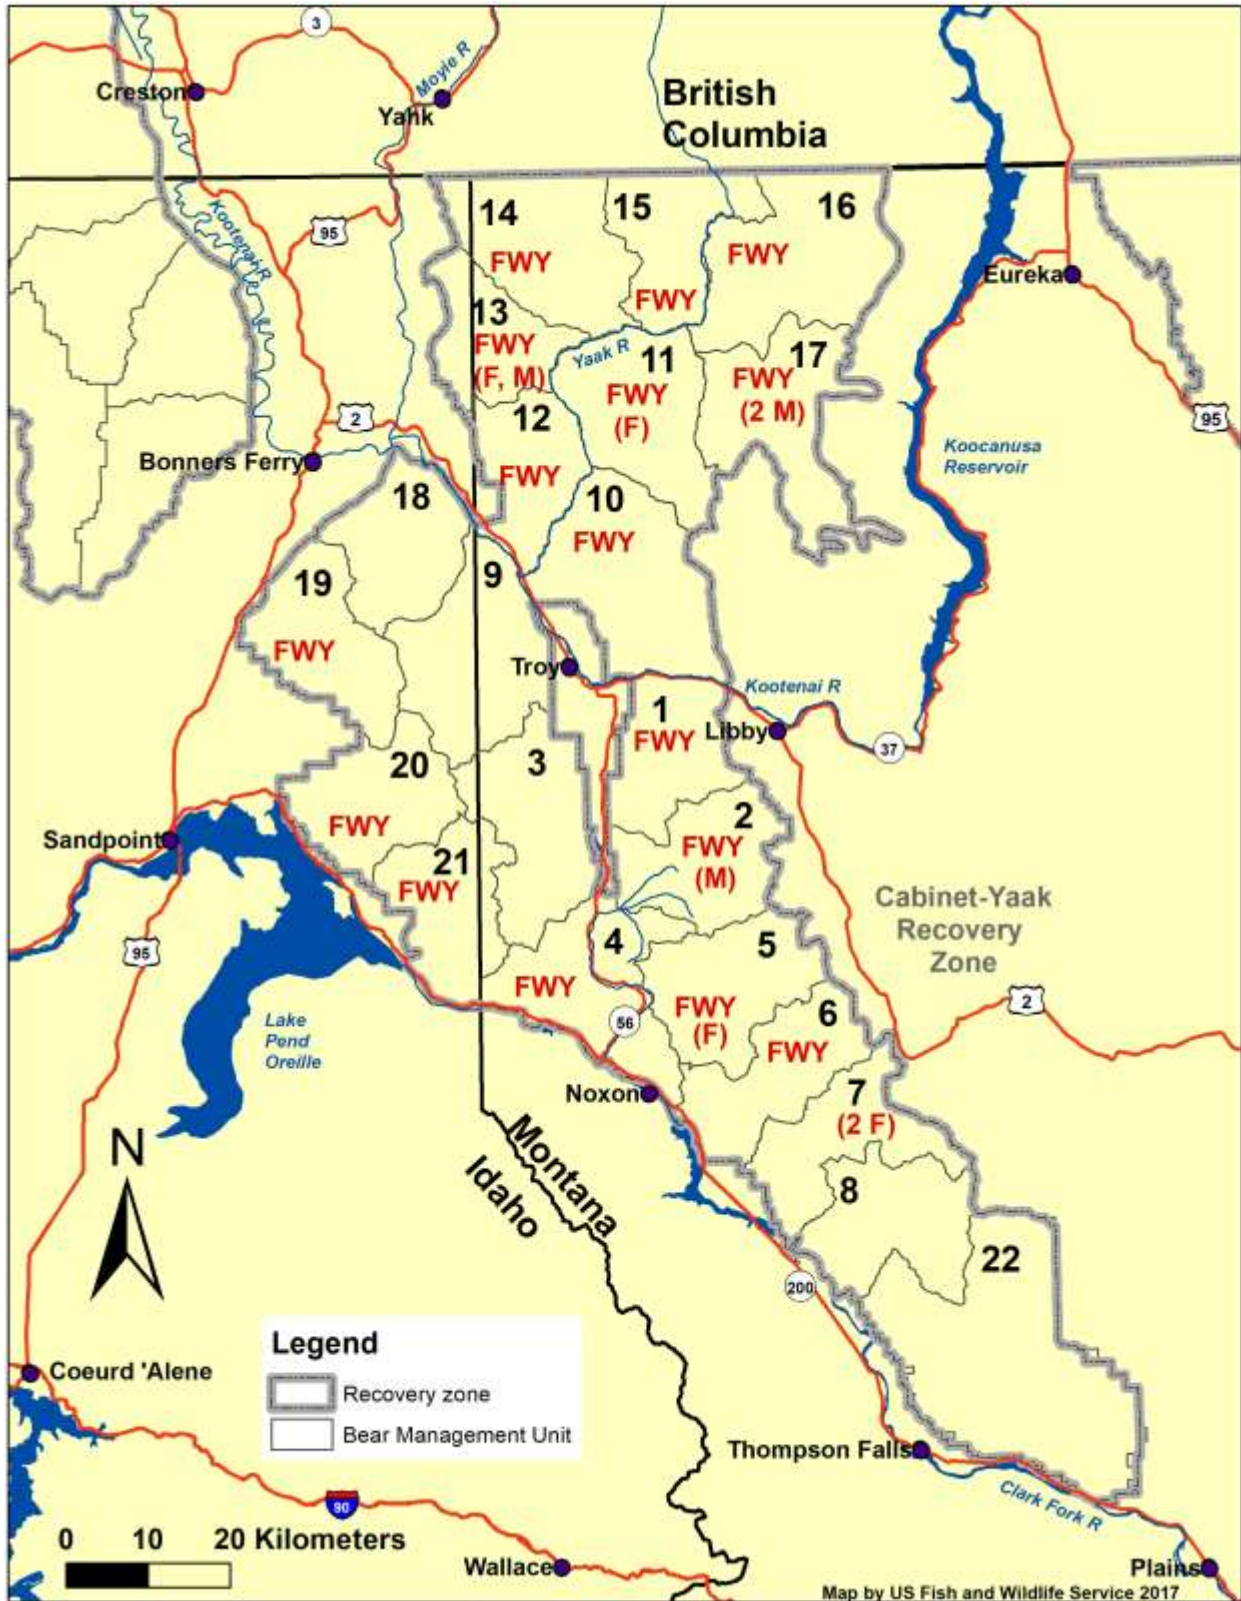 3
Creston
Moyie R
Yahk
British
Columbia
Kootenai R
95
14
15
16
FWY
FWY
FWY
Eureka
13
FWY
(F, M)
Yaak R
11
FWY
(F)
17
FWY
(2 M)
2
12
95
Bonners Ferry
FWY
Koocanusa
Reservoir
18
10
FWY
19
9
FWY
Troy
Kootenai R
1
FWY
Libby
37
20
3
2
FWY
(M)
Sandpoint
FWY
21
FWY
Cabinet-Yaak
Recovery
Zone
95
4
5
FWY
FWY
(F)
6
FWY
2
Lake
Pend
Oreille
56
Noxon
7
(2 F)
N
Montana
Idaho
8
22
200
Legend
Recovery zone
Bear Management Unit
Coeurd 'Alene
Thompson Falls
Clark Fork R
90
0 10 20 Kilometers
Wallace
Plains
Map by US Fish and Wildlife Service 2017